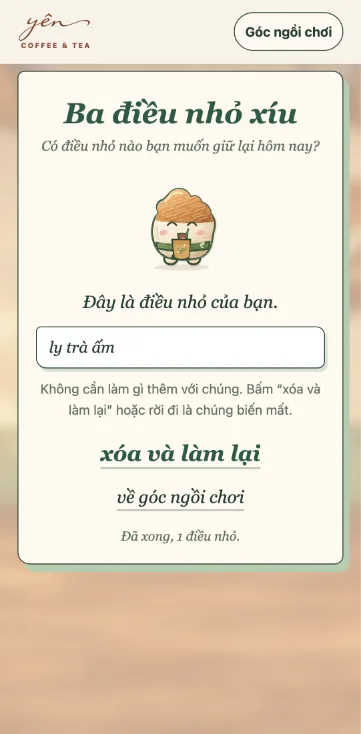 yên
COFFEE & TEA
Góc ngồi chơi
Ba điều nhỏ xíu
Có điều nhỏ nào bạn muốn giữ lại hôm nay?
Đây là điều nhỏ của bạn.
ly trà ấm
Không cần làm gì thêm với chúng. Bấm “xóa và
làm lại” hoặc rời đi là chúng biến mất.
xóa và làm lại
về góc ngồi chơi
Đã xong, 1 điều nhỏ.